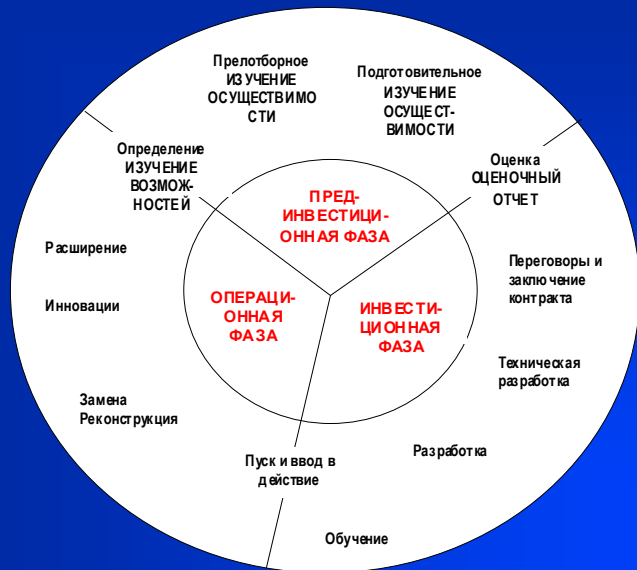 Прелотборное
ИЗУЧЕНИЕ
ОСУЩЕСТВИМО
СТИ
Подготовительное
ИЗУЧЕНИЕ
ОСУЩЕСТ-
ВИМОСТИ
Определение
ИЗУЧЕНИЕ
ВОЗМОЖ-
НОСТЕЙ
Оценка
ОЦЕНОЧНЫЙ
ОТЧЕТ
ПРЕД-
ИНВЕСТИЦИ-
ОННАЯ ФАЗА
Расширение
Переговоры и
заключение
контракта
Инновации
ОПЕРАЦИ-
ОННАЯ
ФАЗА
ИНВЕСТИ-
ЦИОННАЯ
ФАЗА
Техническая
разработка
Замена
Реконструкция
Разработка
Пуск и ввод в
действие
Обучение